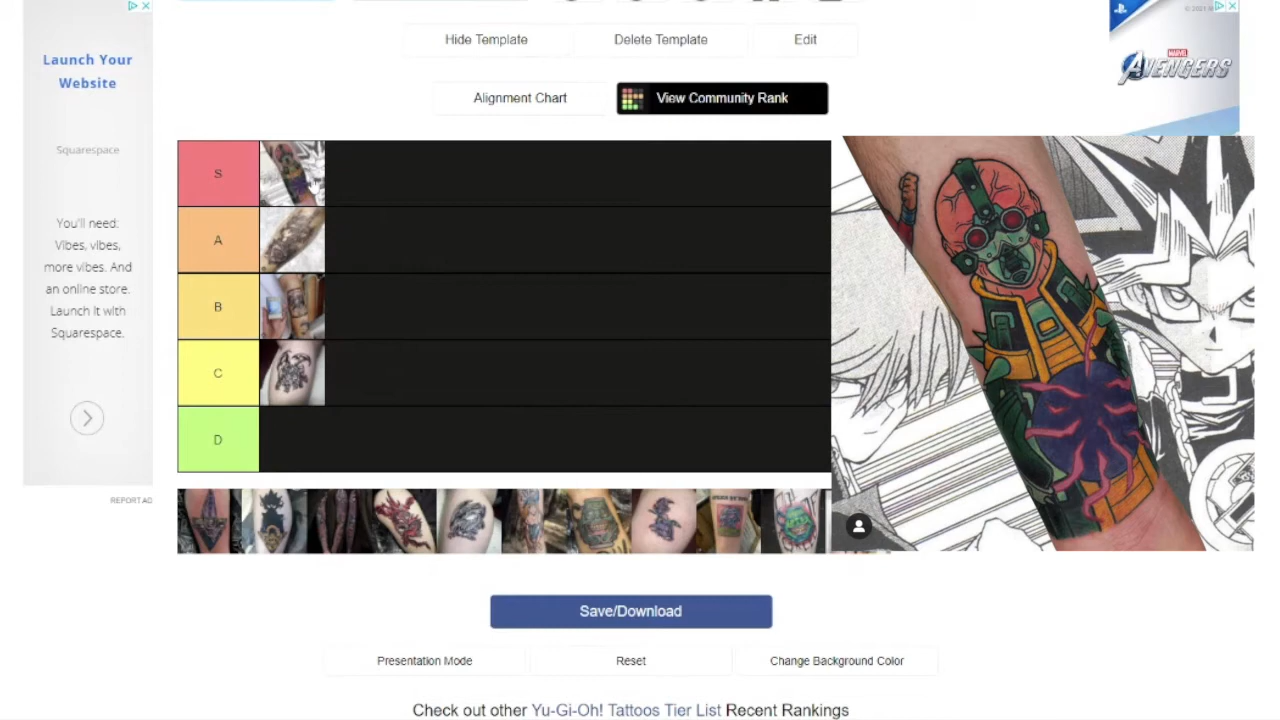 Launch Your
Website
Squarespace
You'll need:
Vibes, vibes,
more vibes. And
an online store.
Launch it with
Squarespace.
REPORT AD
Hide Template
Delete Template
Edit
Alignment Chart
View Community Rank
MARVEL
AVENGERS
S
A
B
C
D
Save/Download
Presentation Mode
Reset
Change Background Color
Check out other Yu-Gi-Oh! Tattoos Tier List Recent Rankings